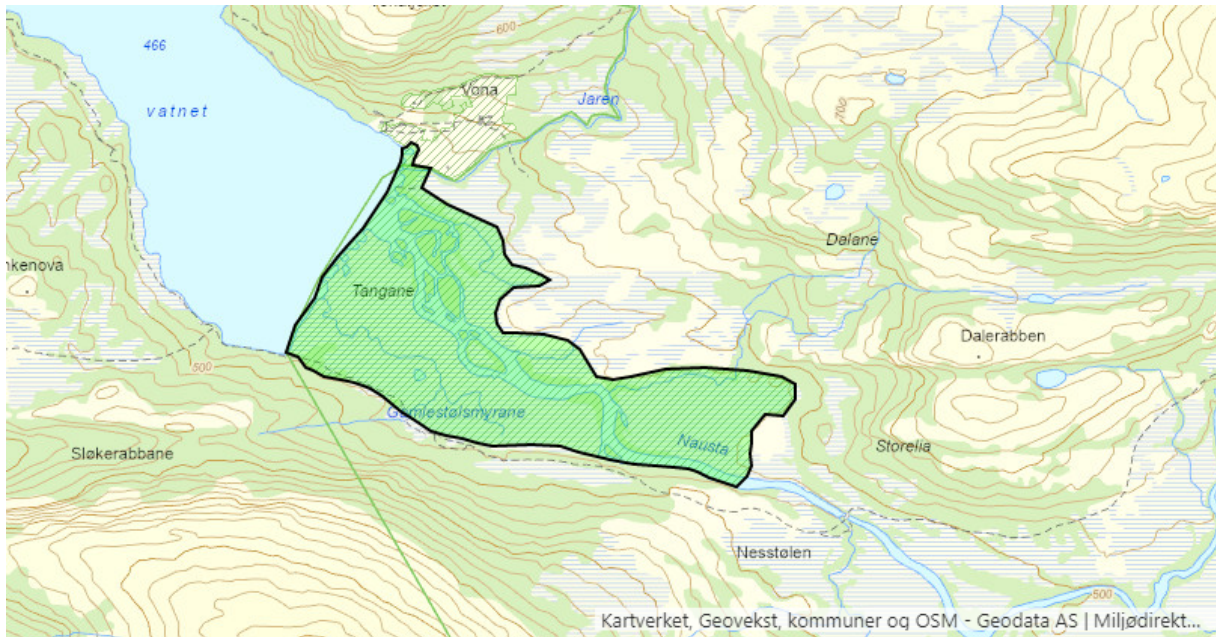 600
466
vatnet
Vona
Jaren
700
Dalane
nkenova
Tangane
Dalerabben
500
Gamlestølsmyrane
Sløkerabbane
Nausta
Storelia
Nesstølen
500
Kartverket, Geovekst, kommuner og OSM - Geodata AS | Miljødirekt...